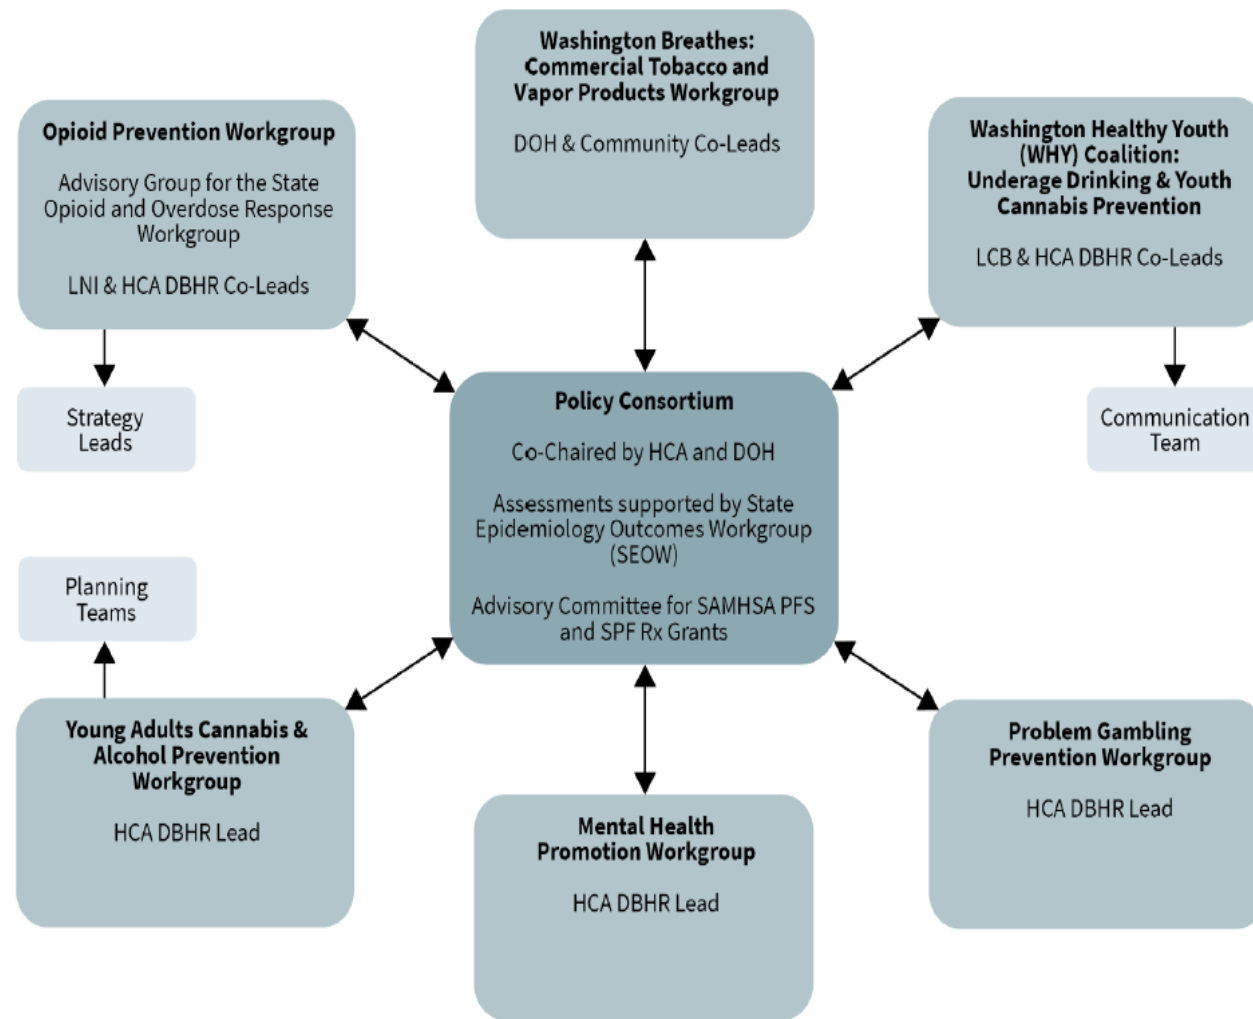 Washington Breathes:
Commercial Tobacco and
Vapor Products Workgroup
DOH & Community Co-Leads
Opioid Prevention Workgroup
Advisory Group for the State
Opioid and Overdose Response
Workgroup
LNI & HCA DBHR Co-Leads
Washington Healthy Youth
(WHY) Coalition:
Underage Drinking & Youth
Cannabis Prevention
LCB & HCA DBHR Co-Leads
Strategy
Leads
Policy Consortium
Co-Chaired by HCA and DOH
Assessments supported by State
Epidemiology Outcomes Workgroup
(SEOW)
Advisory Committee for SAMHSA PFS
and SPF Rx Grants
Communication
Team
Planning
Teams
Young Adults Cannabis &
Alcohol Prevention
Workgroup
HCA DBHR Lead
Mental Health
Promotion Workgroup
HCA DBHR Lead
Problem Gambling
Prevention Workgroup
HCA DBHR Lead